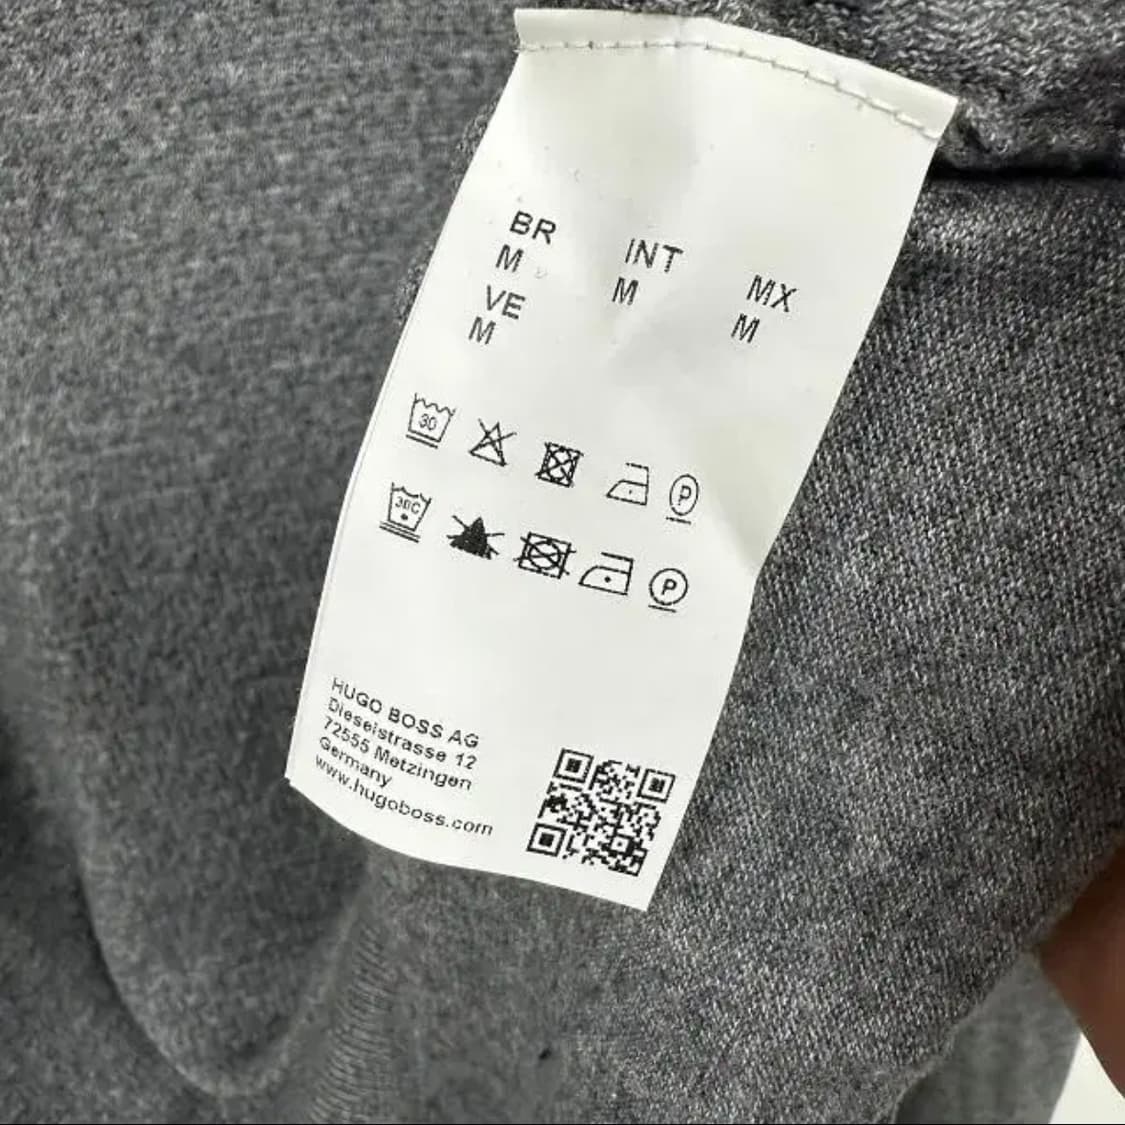 BR INT MX
M M M
VE
M
30
P
30C
P
HUGO BOSS AG
Dieselstrasse 12
72555 Metzingen
Germany
www.hugoboss.com